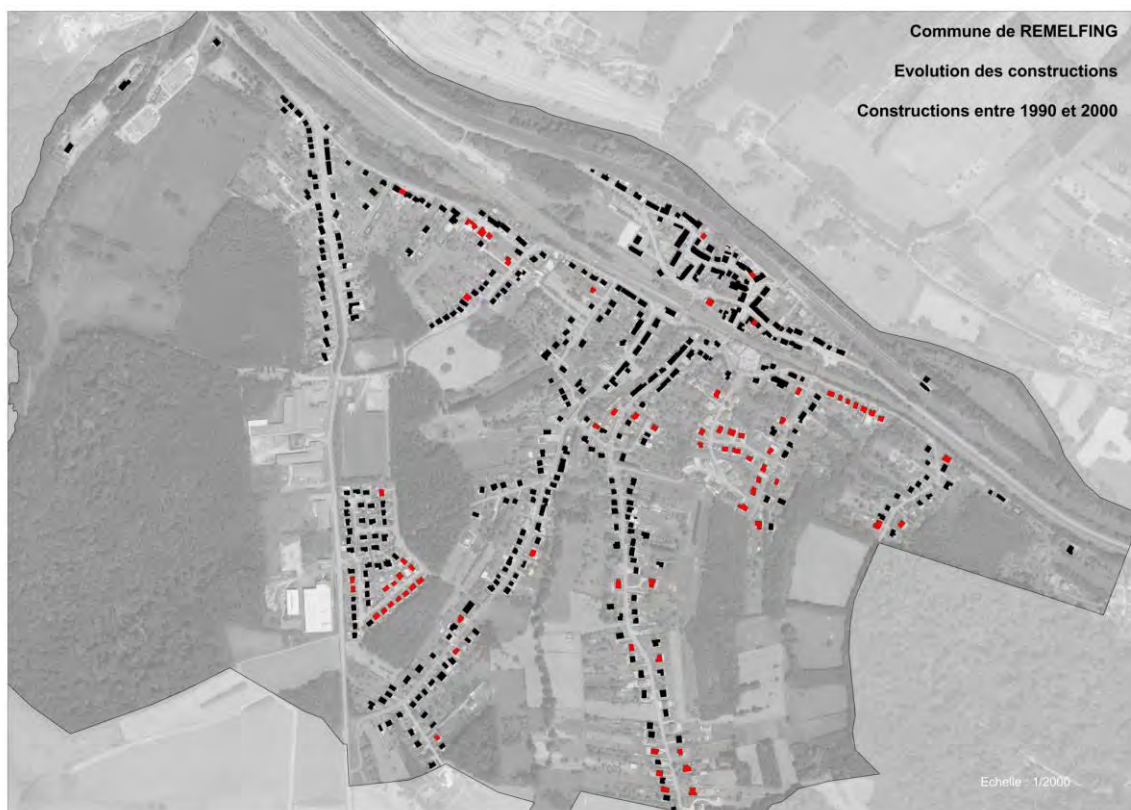 Commune de REMELFING
Evolution des constructions
Constructions entre 1990 et 2000
Echelle : 1/2000